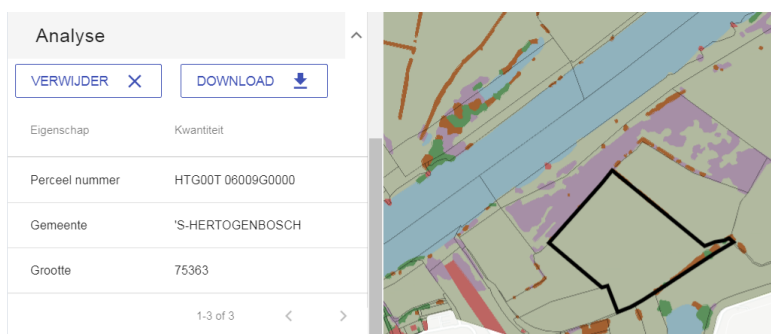 Analyse
VERWIJDER
DOWNLOAD
Eigenschap Kwantiteit
Perceel nummer HTG00T 06009G0000
Gemeente 'S-HERTOGENBOSCH
Grootte 75363
1-3 of 3